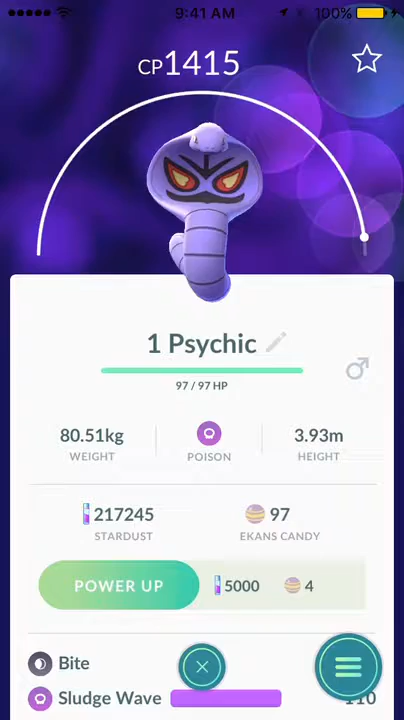 9:41 AM 100%
CP1415
1 Psychic
97 / 97 HP
80.51kg 3.93m
WEIGHT POISON HEIGHT
217245 97
STARDUST EKANS CANDY
POWER UP 5000 4
Bite
Sludge Wave 110